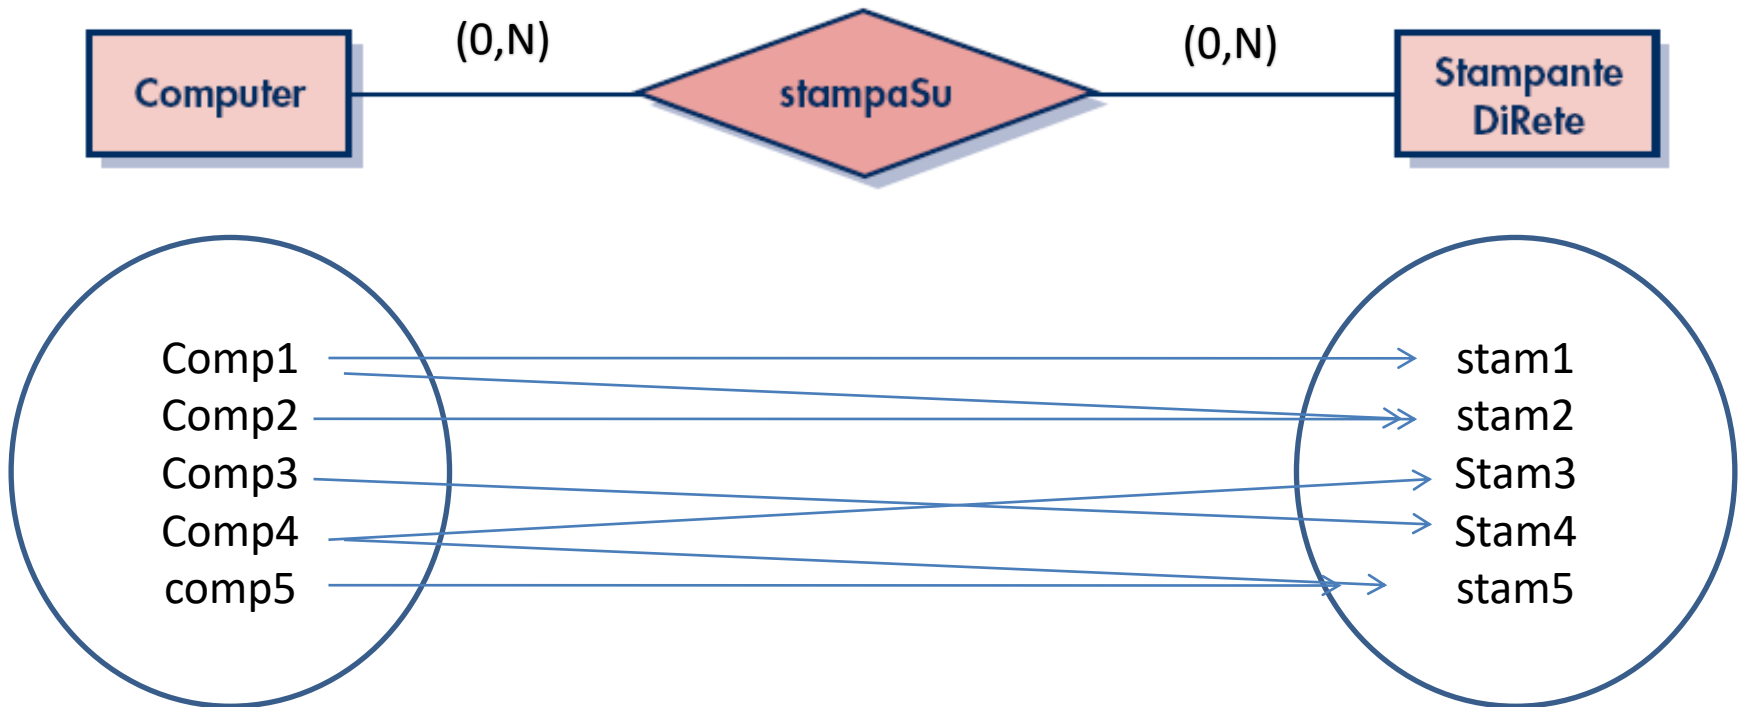 (0,N)
(0,N)
Computer
stampaSu
Stampante
DiRete
Comp1
Comp2
Comp3
Comp4
comp5
stam1
stam2
Stam3
Stam4
stam5